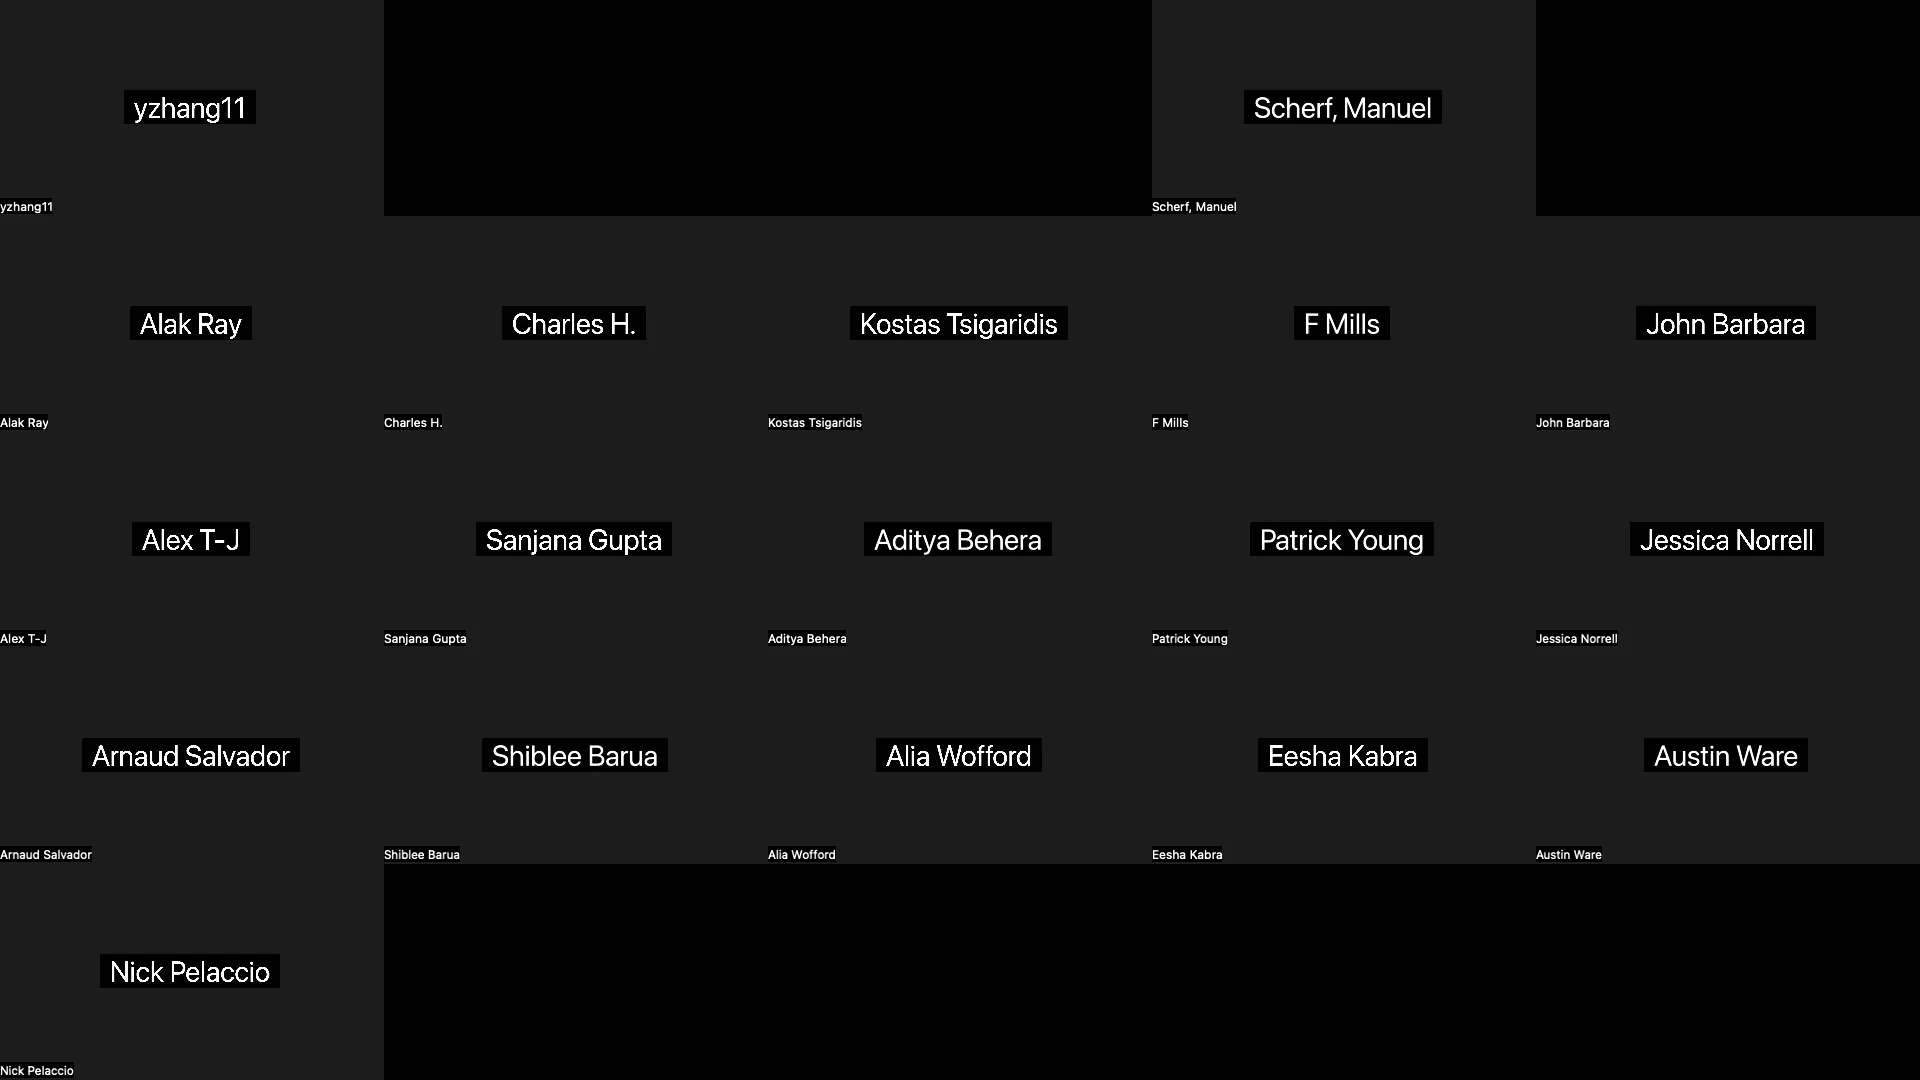 yzhang11
Scherf, Manuel
yzhang11
Scherf, Manuel
Alak Ray
Charles H.
Kostas Tsigaridis
F Mills
John Barbara
Alak Ray
Charles H.
Kostas Tsigaridis
F Mills
John Barbara
Alex T-J
Sanjana Gupta
Aditya Behera
Patrick Young
Jessica Norrell
Alex T-J
Sanjana Gupta
Aditya Behera
Patrick Young
Jessica Norrell
Arnaud Salvador
Shiblee Barua
Alia Wofford
Eesha Kabra
Austin Ware
Arnaud Salvador
Shiblee Barua
Alia Wofford
Eesha Kabra
Austin Ware
Nick Pelaccio
Nick Pelaccio